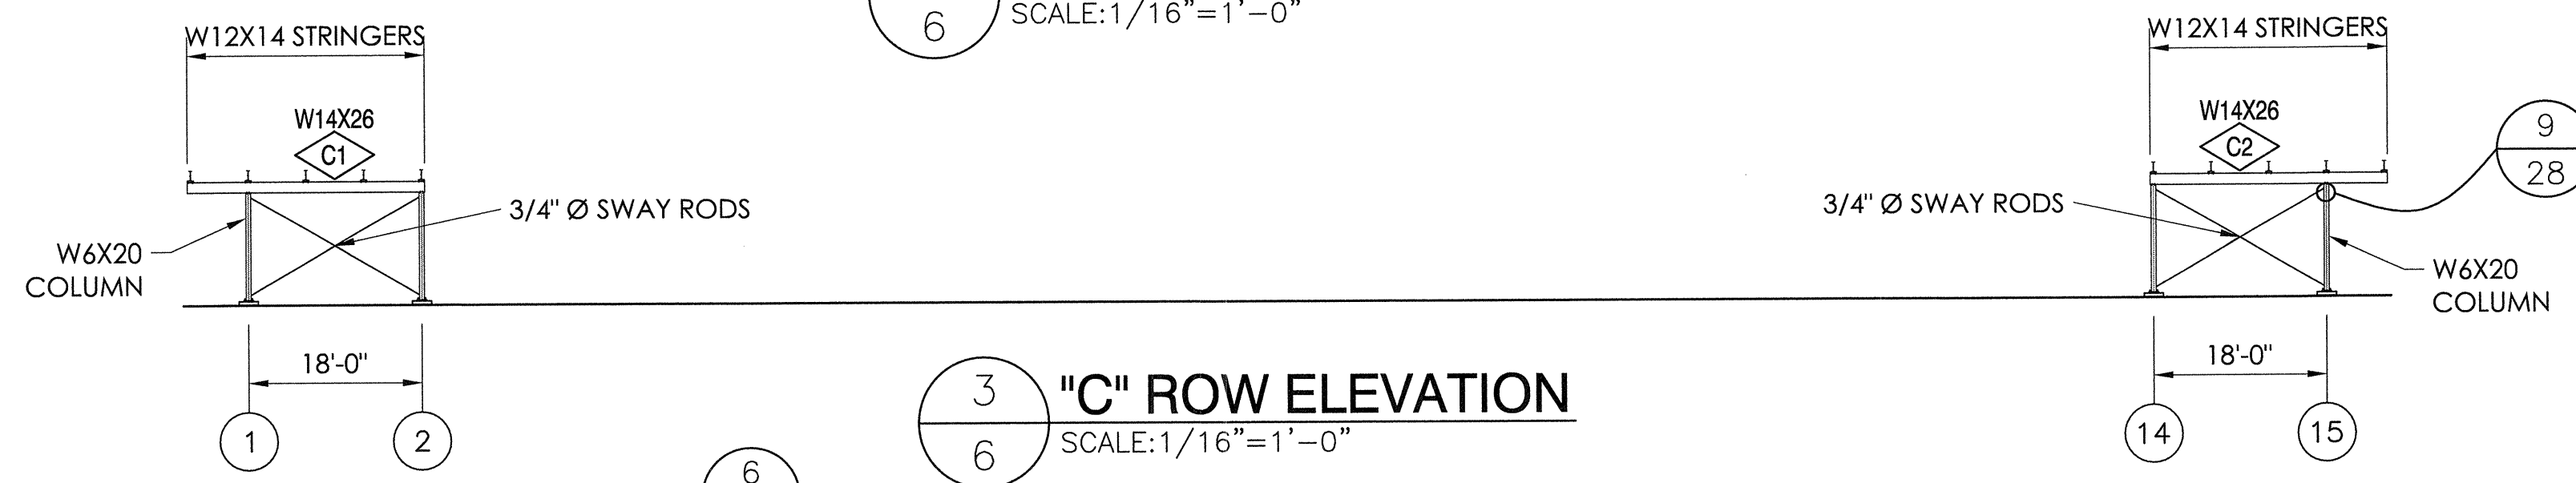 6
SCALE:1/16"=1'-0"
W12X14 STRINGERS
W12X14 STRINGERS
W14X26
C1
W14X26
C2
9
28
3/4" Ø SWAY RODS
3/4" Ø SWAY RODS
W6X20
COLUMN
W6X20
COLUMN
18'-0"
18'-0"
1
2
3
6
"C" ROW ELEVATION
SCALE:1/16"=1'-0"
14
15
6